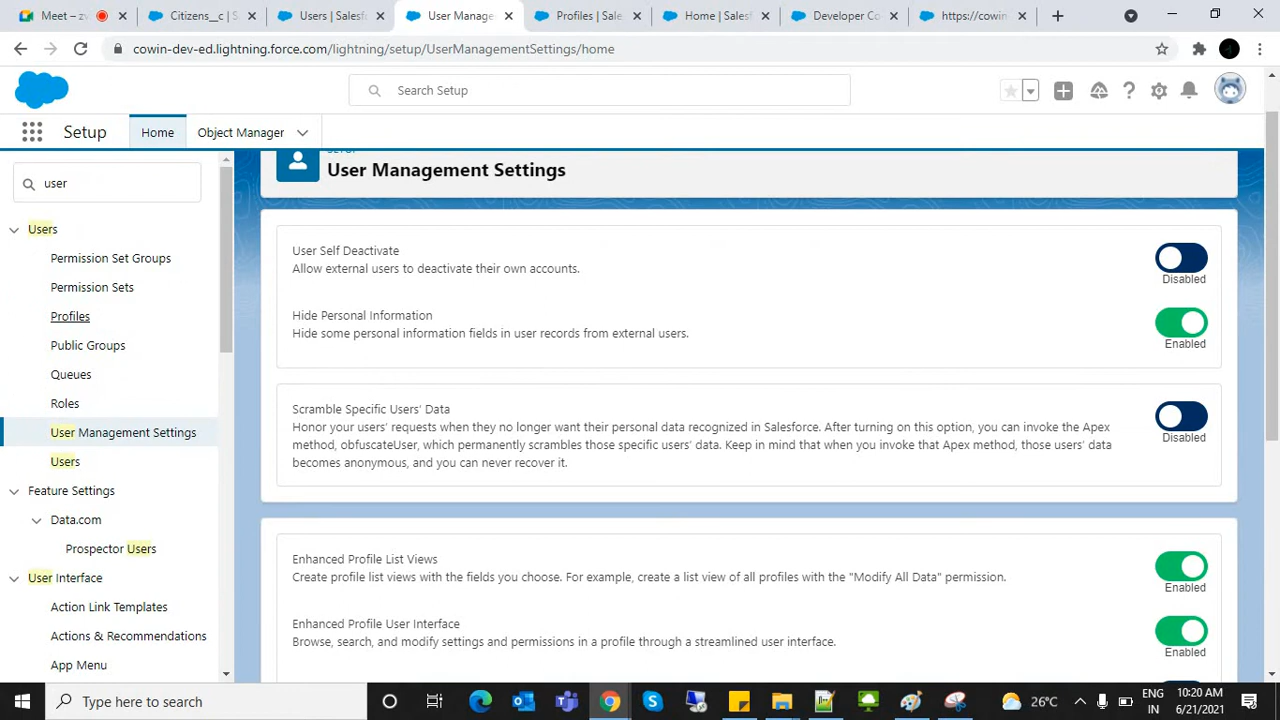 Meet – zv
Citizens__c | S
Users | Salesf
User Manage
Profiles | Sale
Home | Salesf
Developer Co
https://cowin
cowin-dev-ed.lightning.force.com/lightning/setup/UserManagementSettings/home
Search Setup
Setup
Home
Object Manager
user
Users
Permission Set Groups
Permission Sets
Profiles
Public Groups
Queues
Roles
User Management Settings
Users
Feature Settings
Data.com
Prospector Users
User Interface
Action Link Templates
Actions & Recommendations
App Menu
SETUP
User Management Settings
User Self Deactivate
Allow external users to deactivate their own accounts.
Disabled
Hide Personal Information
Hide some personal information fields in user records from external users.
Enabled
Scramble Specific Users' Data
Honor your users' requests when they no longer want their personal data recognized in Salesforce. After turning on this option, you can invoke the Apex
method, obfuscateUser, which permanently scrambles those specific users' data. Keep in mind that when you invoke that Apex method, those users' data
becomes anonymous, and you can never recover it.
Disabled
Enhanced Profile List Views
Create profile list views with the fields you choose. For example, create a list view of all profiles with the "Modify All Data" permission.
Enabled
Enhanced Profile User Interface
Browse, search, and modify settings and permissions in a profile through a streamlined user interface.
Enabled
Type here to search
26°C
ENG
IN
10:20 AM
6/21/2021